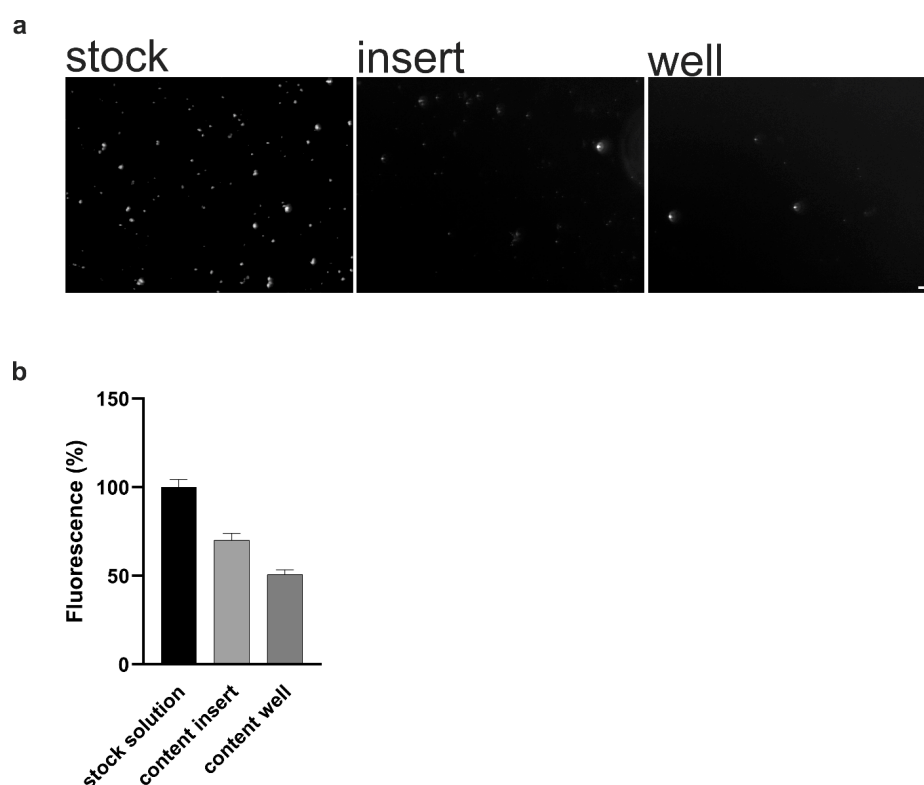 a
stock insert well
b
150
100
50
0
Fluorescence (%)
stock solution
content insert
content well